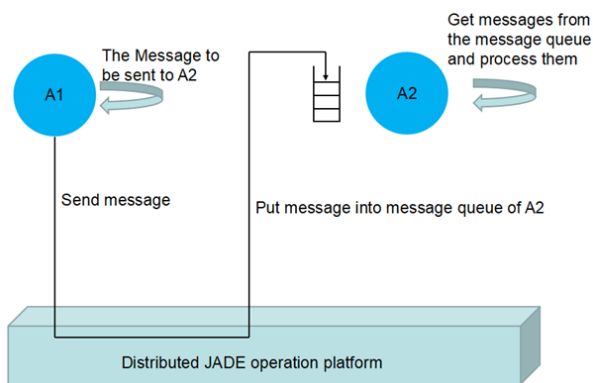 The Message to
be sent to A2
A1
Get messages from
the message queue
and process them
A2
Send message
Put message into message queue of A2
Distributed JADE operation platform